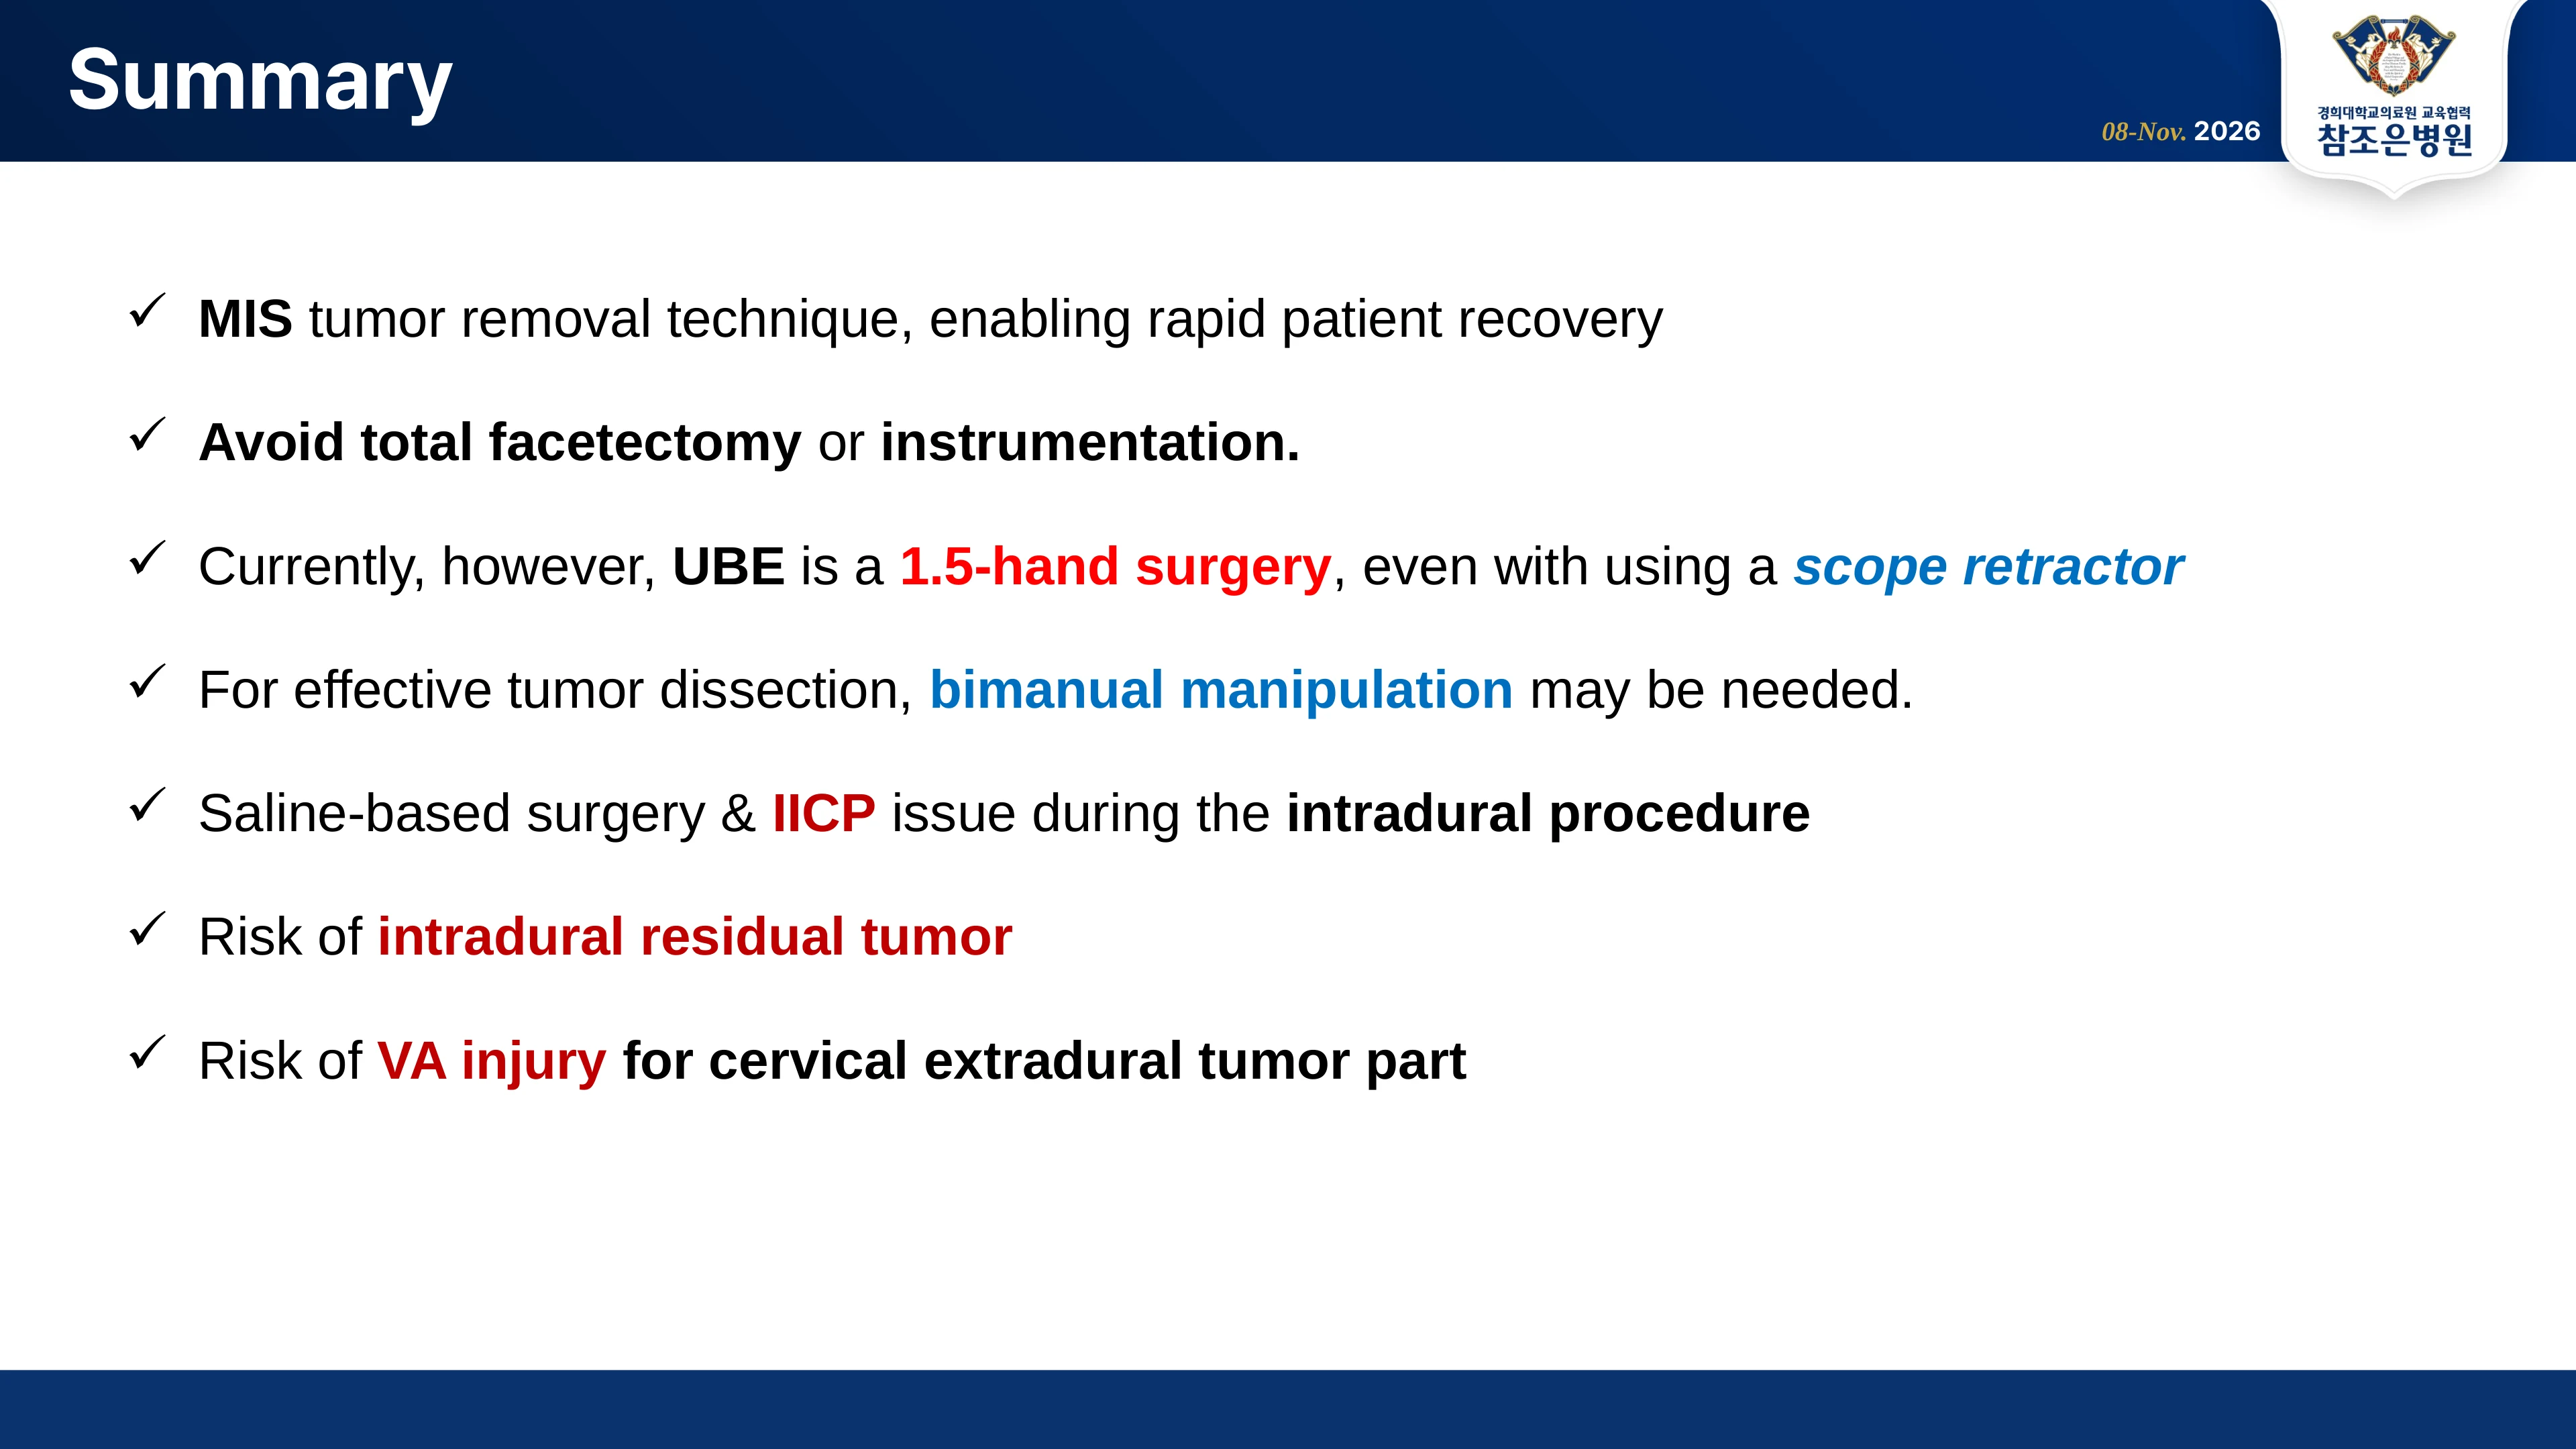 Summary
08-Nov. 2026
경희대학교의료원 교육협력
참조은병원
✓ MIS tumor removal technique, enabling rapid patient recovery
✓ Avoid total facetectomy or instrumentation.
✓ Currently, however, UBE is a 1.5-hand surgery, even with using a scope retractor
✓ For effective tumor dissection, bimanual manipulation may be needed.
✓ Saline-based surgery & IICP issue during the intradural procedure
✓ Risk of intradural residual tumor
✓ Risk of VA injury for cervical extradural tumor part